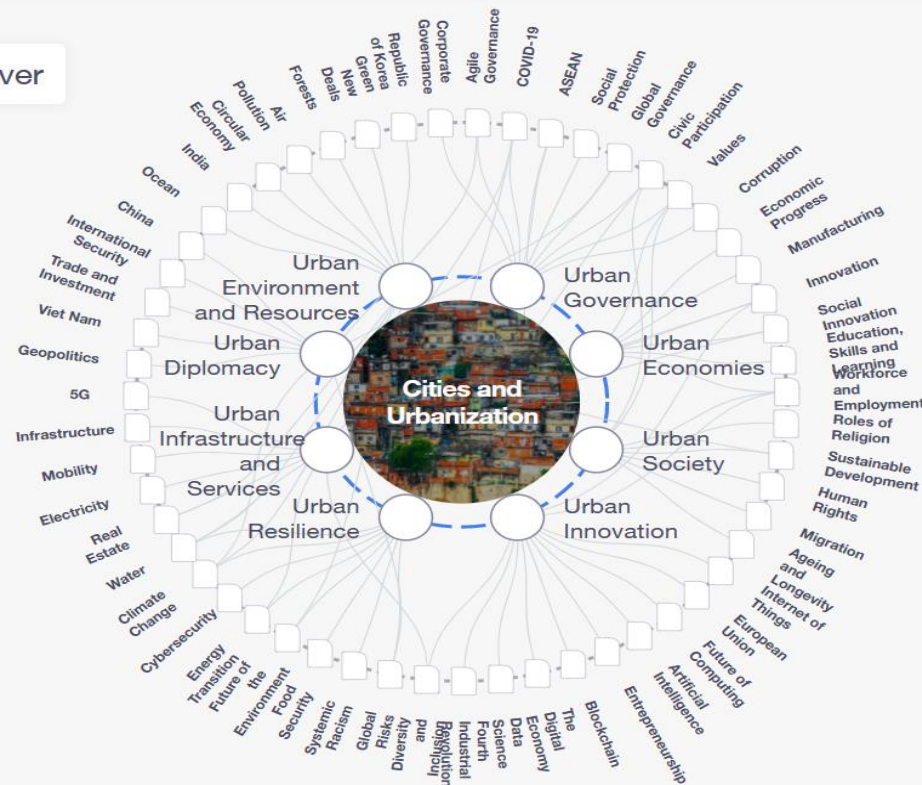 ver
Cities and
Urbanization
Urban
Environment
and Resources
Urban
Governance
Urban
Diplomacy
Urban
Economies
Urban
Infrastructure
and
Services
Urban
Society
Urban
Resilience
Urban
Innovation
Corporate
Governance
Agile
Governance
COVID-19
ASEAN
Social
Protection
Global
Governance
Civic
Participation
Values
Corruption
Economic
Progress
Manufacturing
Innovation
Social
Innovation
Education,
Skills and
Learning
Workforce
and
Employment
Roles of
Religion
Sustainable
Development
Human
Rights
Migration
Ageing
and
Longevity
Internet of
Things
European
Union
Future of
Computing
Artificial
Intelligence
Entrepreneurship
Blockchain
The
Digital
Economy
Data
Science
Fourth
Industrial
Revolution
Diversity
and
Inclusion
Global
Risks
Systemic
Racism
Food
Security
Future of
the
Environment
Energy
Transition
Cybersecurity
Climate
Change
Water
Real
Estate
Electricity
Mobility
Infrastructure
5G
Geopolitics
Viet Nam
Trade and
Investment
International
Security
China
Ocean
India
Circular
Economy
Air
Pollution
Forests
New
Green
Deals
Republic
of Korea